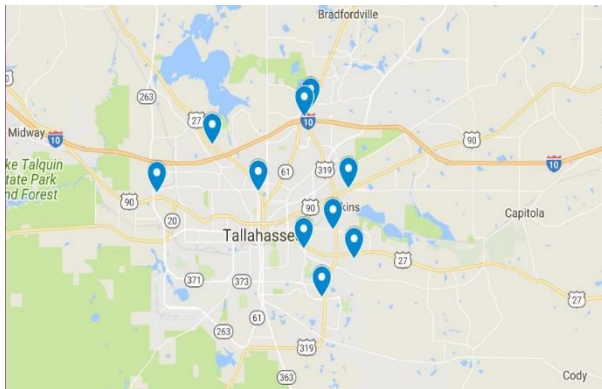 Bradfordville
263
27
10
Midway
10
90
10
ke Talquin
tate Park
nd Forest
61
319
90
20
90
kins
Capitola
Tallahasse
27
371
373
27
263
61
319
363
Cody